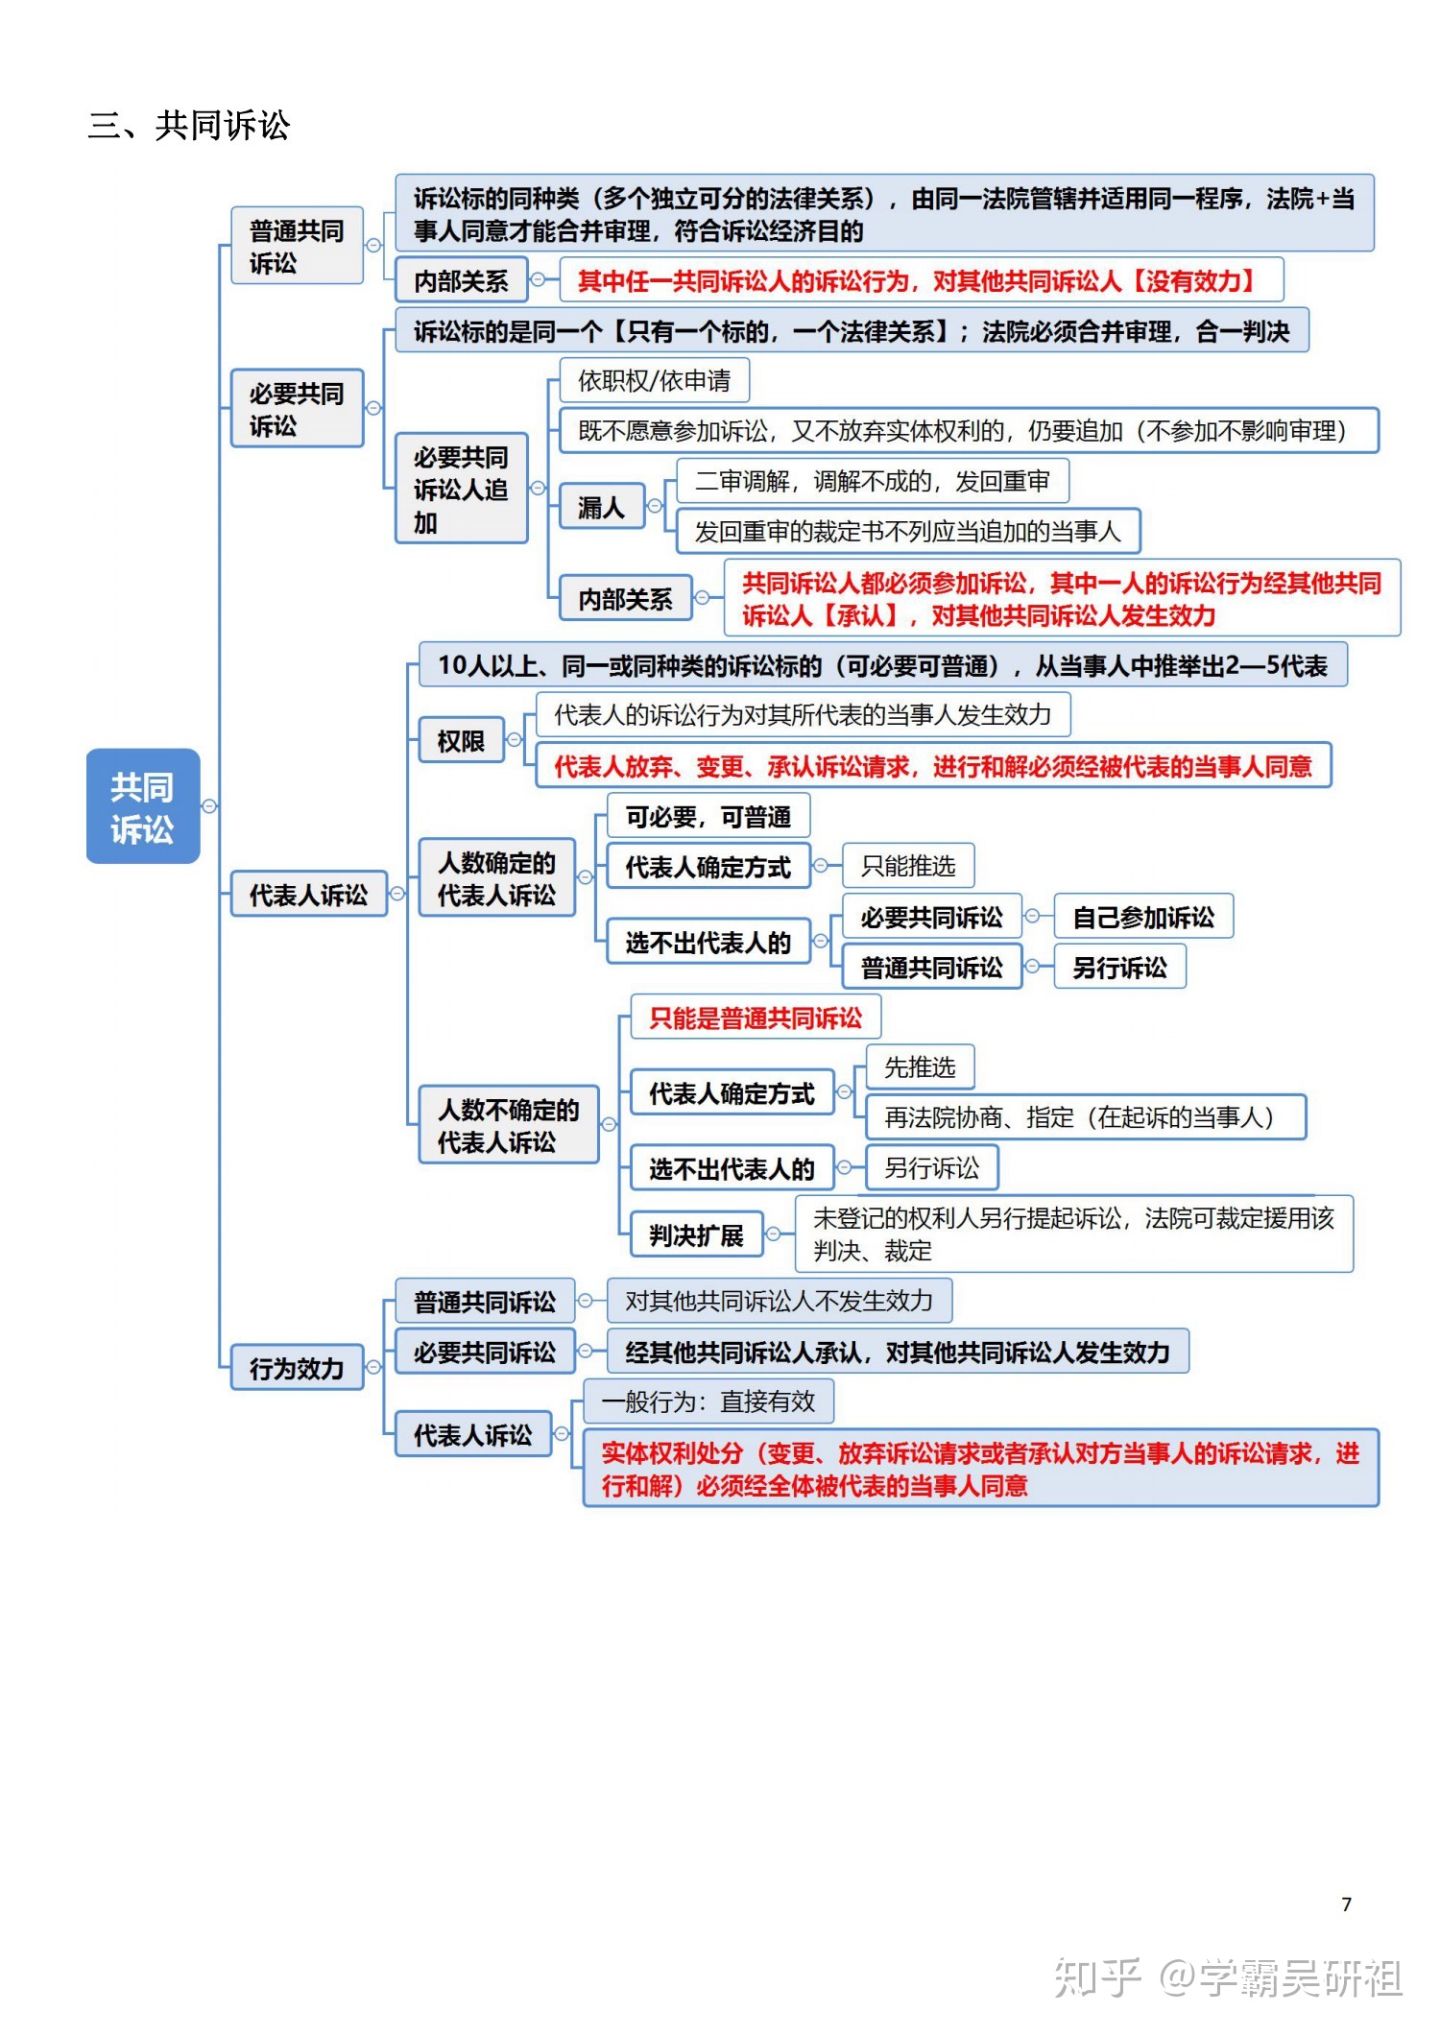 三、共同诉讼
共同
诉讼
普通共同
诉讼
诉讼标的同种类（多个独立可分的法律关系），由同一法院管辖并适用同一程序，法院+当
事人同意才能合并审理，符合诉讼经济目的
内部关系
其中任一共同诉讼人的诉讼行为，对其他共同诉讼人【没有效力】
必要共同
诉讼
诉讼标的是同一个【只有一个标的，一个法律关系】；法院必须合并审理，合一判决
必要共同
诉讼人追
加
依职权/依申请
既不愿意参加诉讼，又不放弃实体权利的，仍要追加（不参加不影响审理）
漏人
二审调解，调解不成的，发回重审
发回重审的裁定书不列应当追加的当事人
内部关系
共同诉讼人都必须参加诉讼，其中一人的诉讼行为经其他共同
诉讼人【承认】，对其他共同诉讼人发生效力
代表人诉讼
10人以上、同一或同种类的诉讼标的（可必要可普通），从当事人中推举出2—5代表
权限
代表人的诉讼行为对其所代表的当事人发生效力
代表人放弃、变更、承认诉讼请求，进行和解必须经被代表的当事人同意
人数确定的
代表人诉讼
可必要，可普通
代表人确定方式
只能推选
选不出代表人的
必要共同诉讼
自己参加诉讼
普通共同诉讼
另行诉讼
人数不确定的
代表人诉讼
只能是普通共同诉讼
代表人确定方式
先推选
再法院协商、指定（在起诉的当事人）
选不出代表人的
另行诉讼
判决扩展
未登记的权利人另行提起诉讼，法院可裁定援用该
判决、裁定
行为效力
普通共同诉讼
对其他共同诉讼人不发生效力
必要共同诉讼
经其他共同诉讼人承认，对其他共同诉讼人发生效力
代表人诉讼
一般行为：直接有效
实体权利处分（变更、放弃诉讼请求或者承认对方当事人的诉讼请求，进
行和解）必须经全体被代表的当事人同意
7
知乎 @学霸吴研祖